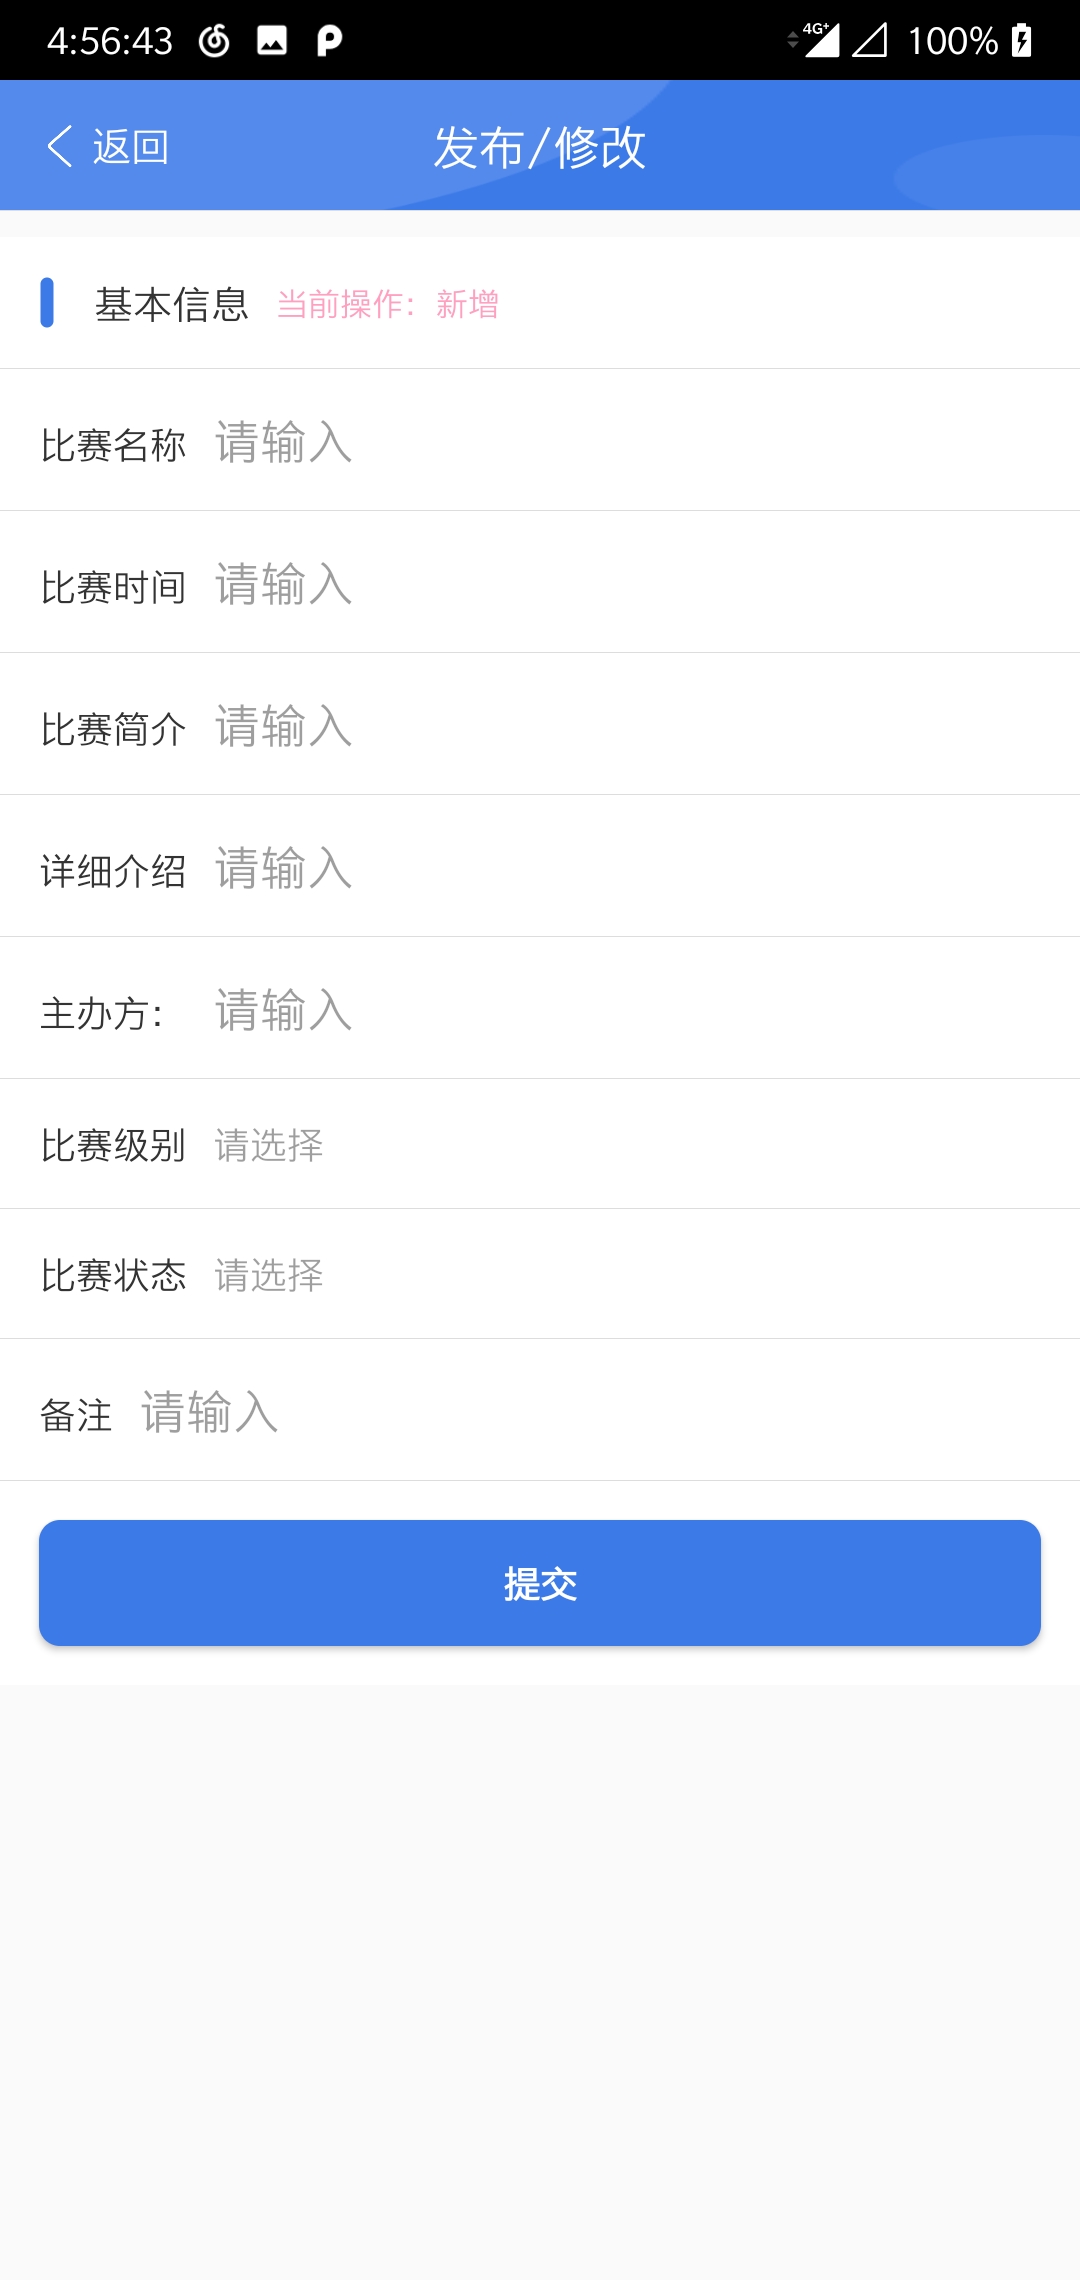 4:56:43 4G+ 100%
返回 发布/修改
基本信息 当前操作：新增
比赛名称 请输入
比赛时间 请输入
比赛简介 请输入
详细介绍 请输入
主办方： 请输入
比赛级别 请选择
比赛状态 请选择
备注 请输入
提交